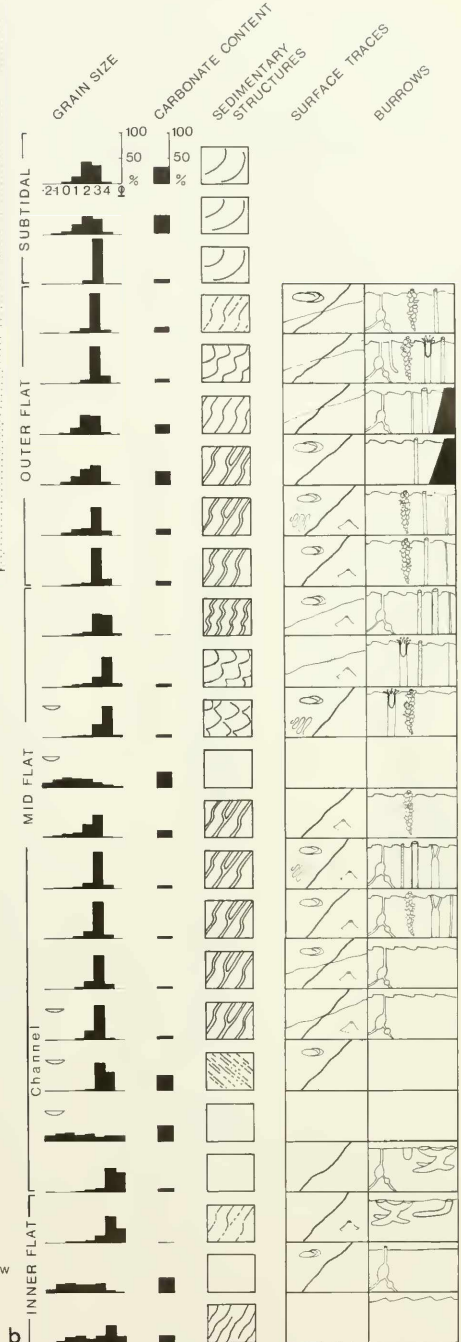 GRAIN SIZE
CARBONATE CONTENT
SEDIMENTARY
STRUCTURES
SURFACE TRACES
BURROWS
100
100
50
50
%
%
-2-1 0 1 2 3 4 9
SUBTIDAL
OUTER FLAT
MID FLAT
Channel
INNER FLAT
w
b